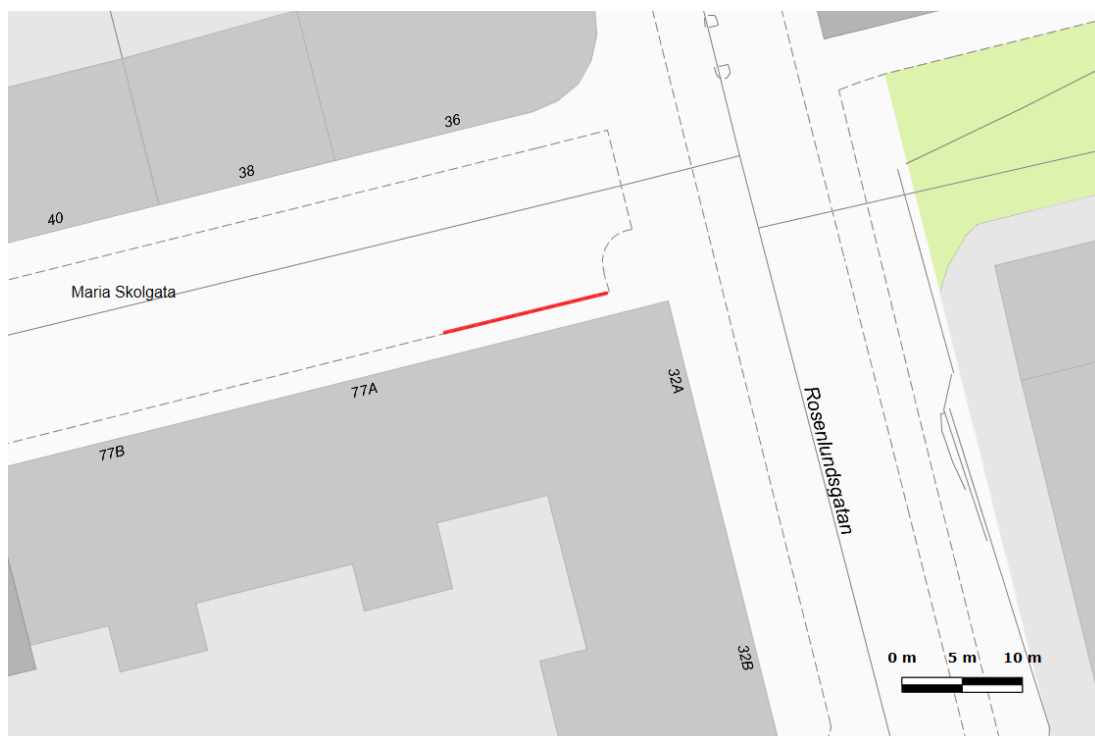 36
38
40
Maria Skolgata
77A
32A
77B
Rosenlundsgatan
32B
0 m 5 m 10 m